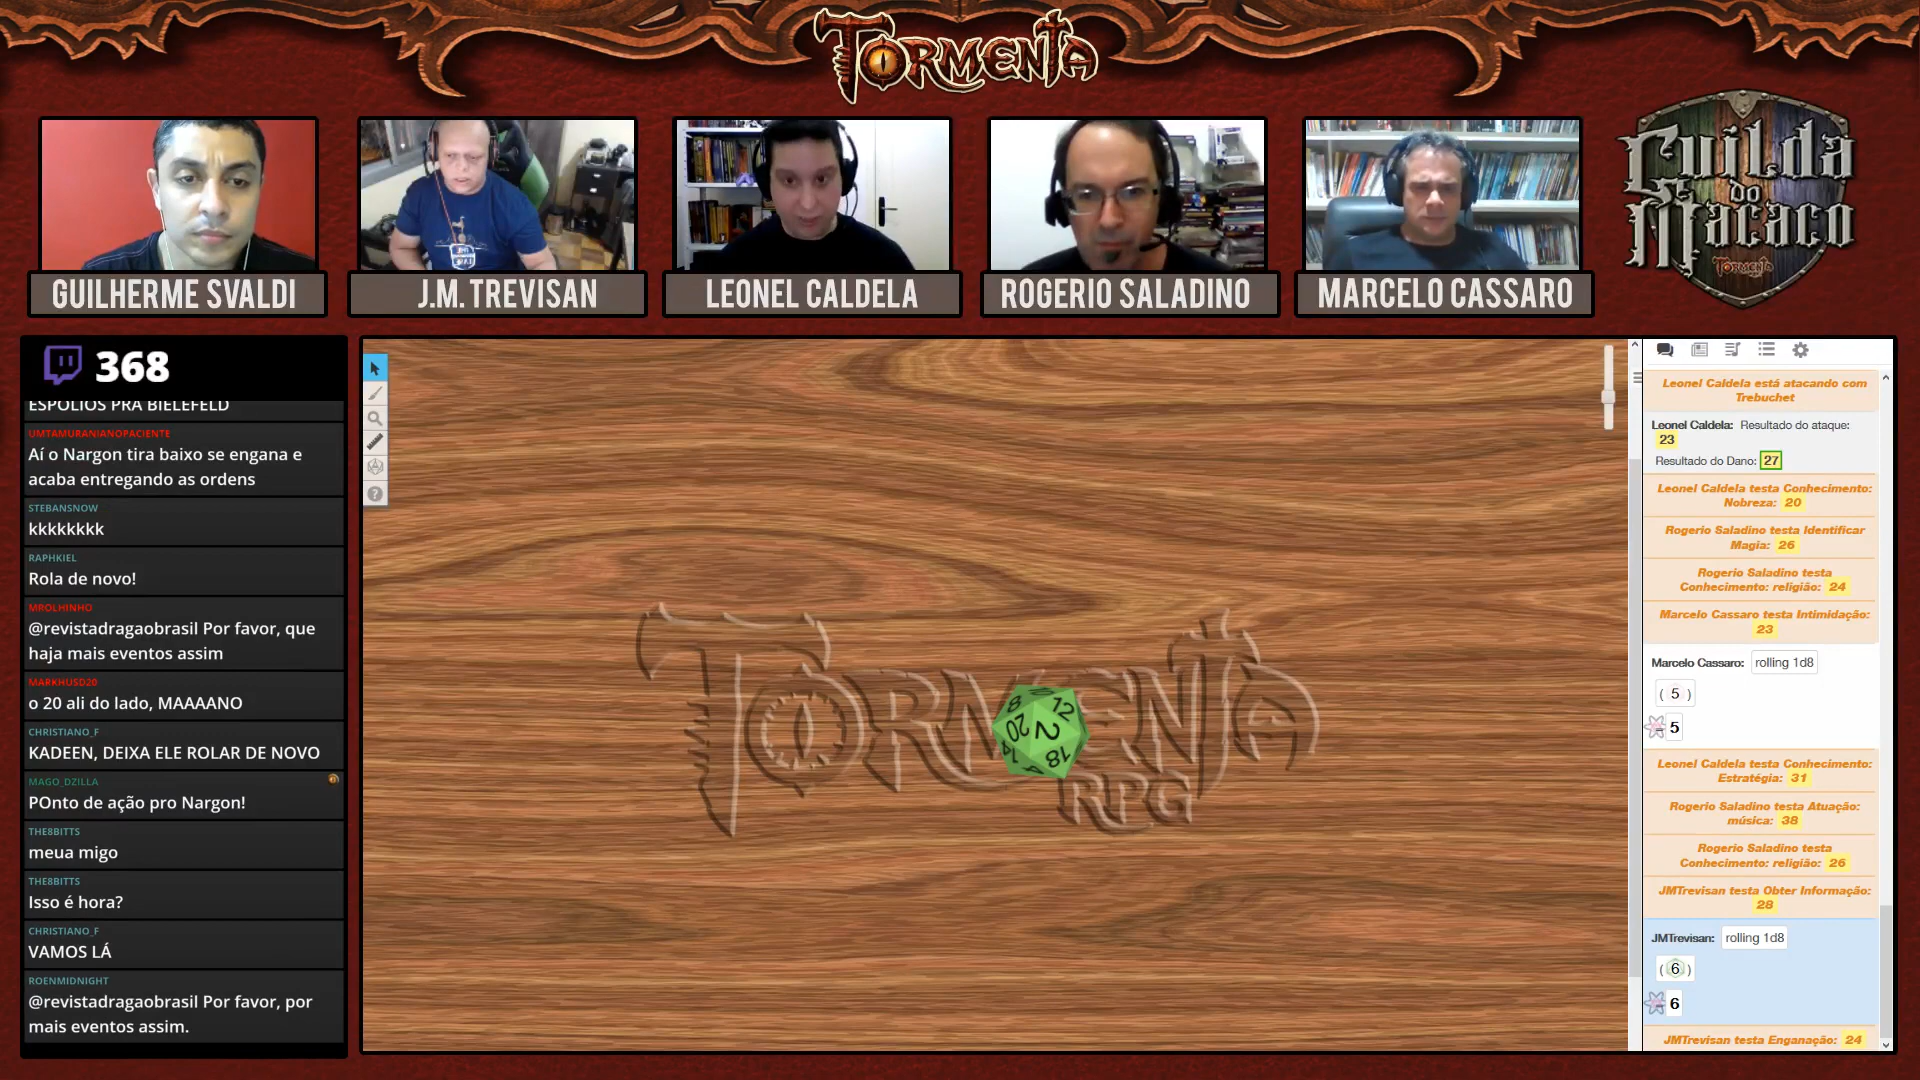 TORMENTA
GUILHERME SVALDI
J.M. TREVISAN
LEONEL CALDELA
ROGERIO SALADINO
MARCELO CASSARO
Guilda
do
Macaco
TORMENTA
368
ESPÓLIOS PRA BIELEFELD
UMTAMURANIANOPACIENTE
Aí o Nargon tira baixo se engana e
acaba entregando as ordens
STEBANSNOW
kkkkkkkk
RAPHKIEL
Rola de novo!
MROLHINHO
@revistadragaobrasil Por favor, que
haja mais eventos assim
MARKHUSD20
o 20 ali do lado, MAAAANO
CHRISTIANO_F
KADEEN, DEIXA ELE ROLAR DE NOVO
MAGO_DZILLA
POnto de ação pro Nargon!
THE8BITTS
meua migo
THE8BITTS
Isso é hora?
CHRISTIANO_F
VAMOS LÁ
ROENMIDNIGHT
@revistadragaobrasil Por favor, por
mais eventos assim.
TORMENTA
RPG
8
12
20
2
18
Leonel Caldela está atacando com
Trebuchet
Leonel Caldela: Resultado do ataque:
23
Resultado do Dano: 27
Leonel Caldela testa Conhecimento:
Nobreza: 20
Rogerio Saladino testa Identificar
Magia: 26
Rogerio Saladino testa
Conhecimento: religião: 24
Marcelo Cassaro testa Intimidação:
23
Marcelo Cassaro: rolling 1d8
(5)
= 5
Leonel Caldela testa Conhecimento:
Estratégia: 31
Rogerio Saladino testa Atuação:
música: 38
Rogerio Saladino testa
Conhecimento: religião: 26
JMTrevisan testa Obter Informação:
28
JMTrevisan: rolling 1d8
(6)
= 6
JMTrevisan testa Enganação: 24